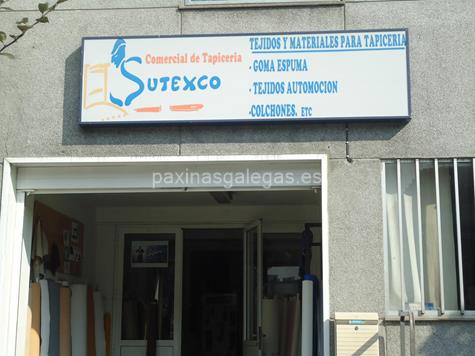 Comercial de Tapiceria
SUTEXCO
TEJIDOS Y MATERIALES PARA TAPICERIA
- GOMA ESPUMA
- TEJIDOS AUTOMOCION
-COLCHONES, ETC
paxinasgalegas.es